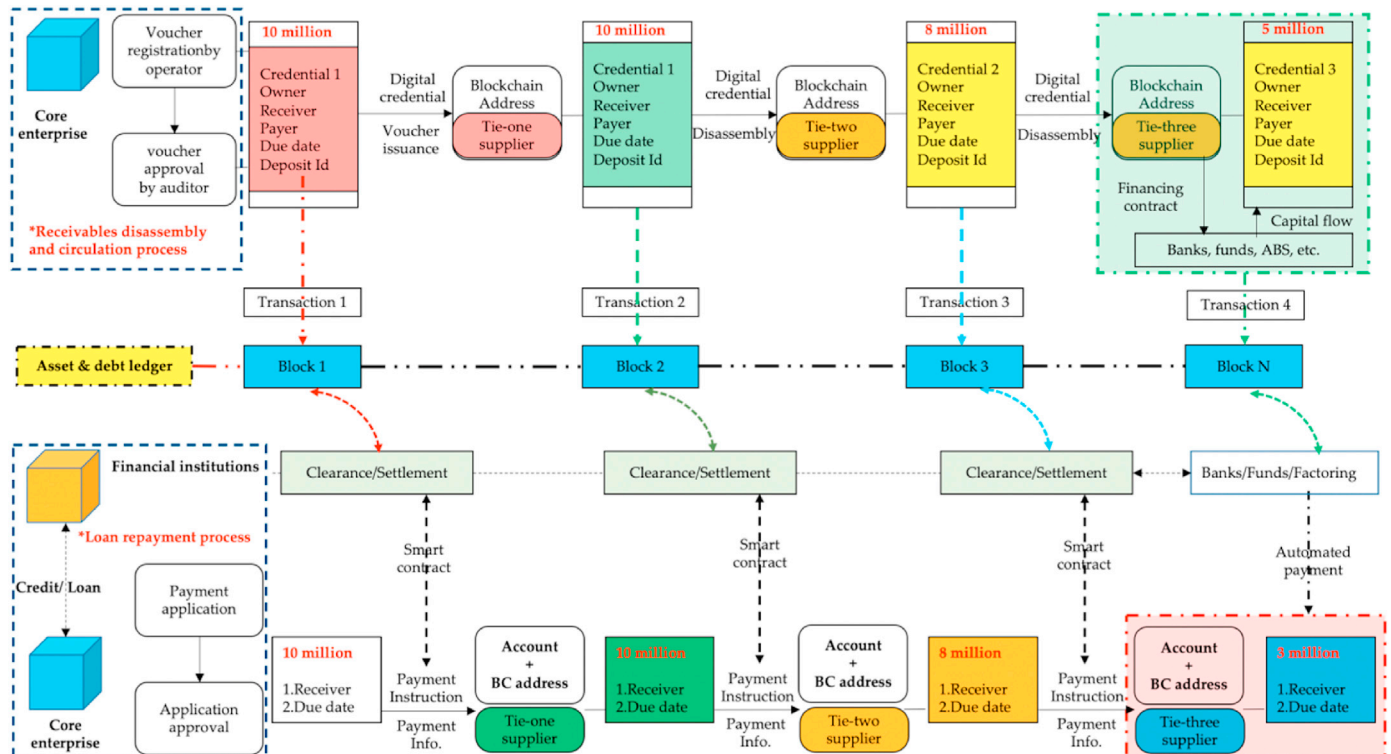 Core
enterprise
Voucher
registrationby
operator
voucher
approval
by auditor
*Receivables disassembly
and circulation process
10 million
Credential 1
Owner
Receiver
Payer
Due date
Deposit Id
Digital
credential
Voucher
issuance
Blockchain
Address
Tie-one
supplier
10 million
Credential 1
Owner
Receiver
Payer
Due date
Deposit Id
Digital
credential
Disassembly
Blockchain
Address
Tie-two
supplier
8 million
Credential 2
Owner
Receiver
Payer
Due date
Deposit Id
Digital
credential
Disassembly
Blockchain
Address
Tie-three
supplier
5 million
Credential 3
Owner
Receiver
Payer
Due date
Deposit Id
Financing
contract
Capital flow
Banks, funds, ABS, etc.
Transaction 1
Transaction 2
Transaction 3
Transaction 4
Asset & debt ledger
Block 1
Block 2
Block 3
Block N
Financial institutions
*Loan repayment process
Credit/ Loan
Core
enterprise
Payment
application
Application
approval
Clearance/Settlement
Clearance/Settlement
Clearance/Settlement
Banks/Funds/Factoring
Smart
contract
Smart
contract
Smart
contract
Automated
payment
10 million
1.Receiver
2.Due date
Payment
Instruction
Payment
Info.
Account
+
BC address
Tie-one
supplier
10 million
1.Receiver
2.Due date
Payment
Instruction
Payment
Info.
Account
+
BC address
Tie-two
supplier
8 million
1.Receiver
2.Due date
Payment
Instruction
Payment
Info.
Account
+
BC address
Tie-three
supplier
3 million
1.Receiver
2.Due date